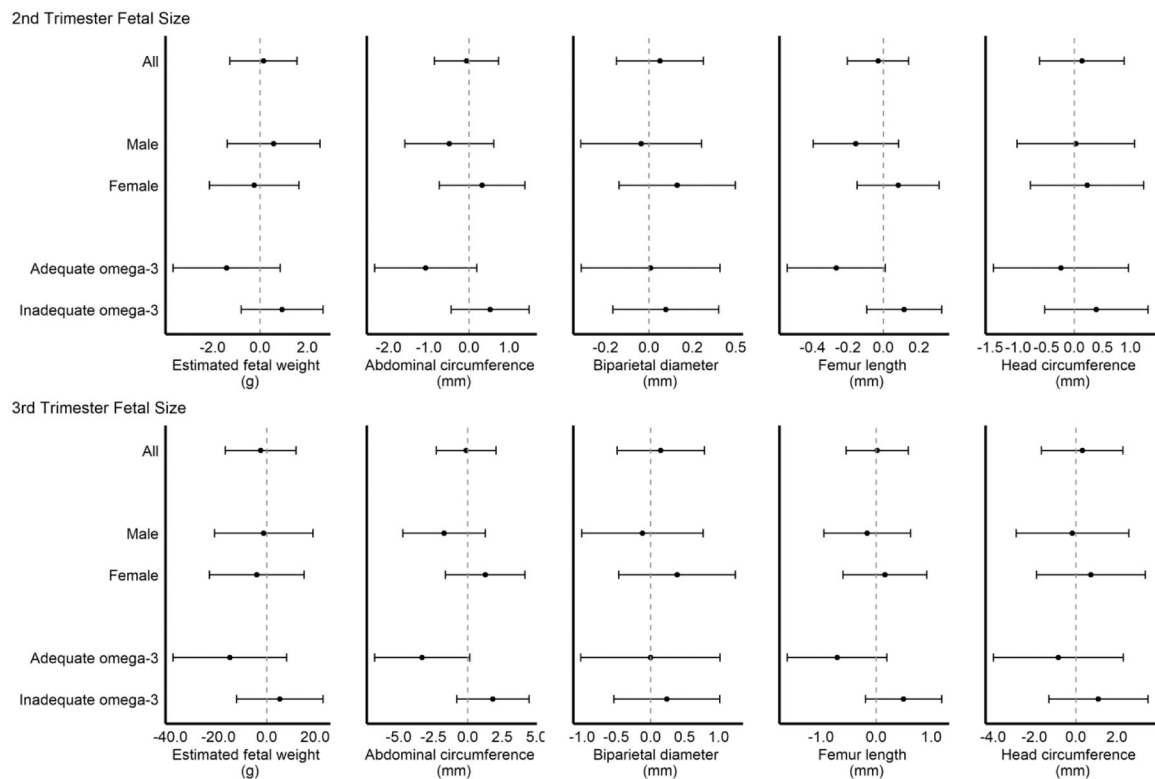 2nd Trimester Fetal Size
All
Male
Female
Adequate omega-3
Inadequate omega-3
-2.0 0.0 2.0 -2.0 -1.0 0.0 1.0 -0.5 0.0 0.2 0.5 -0.4 -0.2 0.0 0.2 -1.5 -1.0 -0.5 0.0 0.5 1.0
Estimated fetal weight Abdominal circumference Biparietal diameter Femur length Head circumference
(g) (mm) (mm) (mm) (mm)
3rd Trimester Fetal Size
All
Male
Female
Adequate omega-3
Inadequate omega-3
-40.0 -20.0 0.0 20.0 -5.0 -2.5 0.0 2.5 5.0 -1.0 -0.5 0.0 0.5 1.0 -1.0 0.0 1.0 -4.0 -2.0 0.0 2.0
Estimated fetal weight Abdominal circumference Biparietal diameter Femur length Head circumference
(g) (mm) (mm) (mm) (mm)